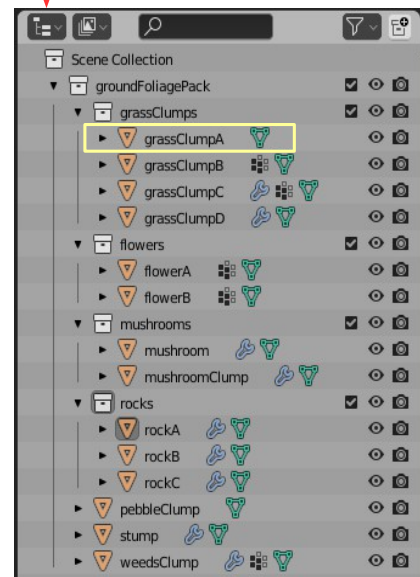 Scene Collection
groundFoliagePack
grassClumps
grassClumpA
grassClumpB
grassClumpC
grassClumpD
flowers
flowerA
flowerB
mushrooms
mushroom
mushroomClump
rocks
rockA
rockB
rockC
pebbleClump
stump
weedsClump